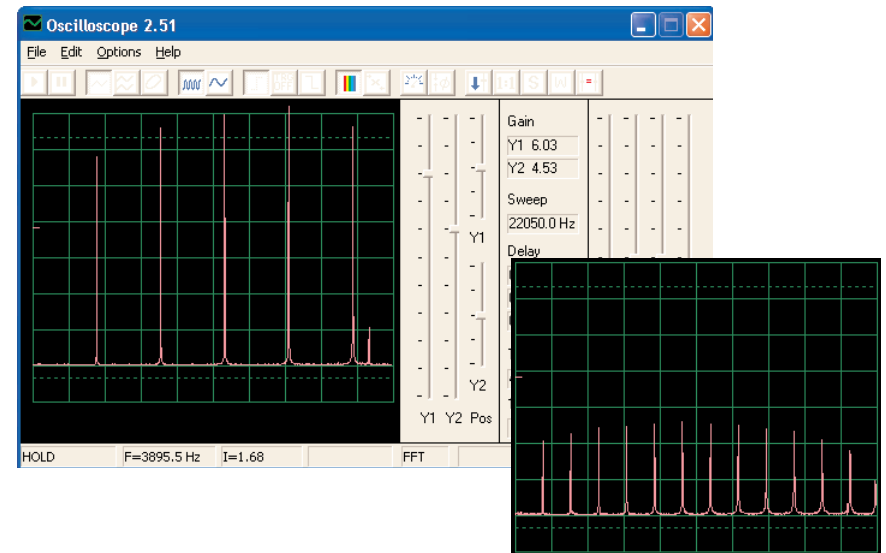 Oscilloscope 2.51
File Edit Options Help
Gain
Y1 6.03
Y2 4.53
Sweep
22050.0 Hz
Delay
Y1
Y2
Y1 Y2 Pos
HOLD F=3895.5 Hz I=1.68 FFT